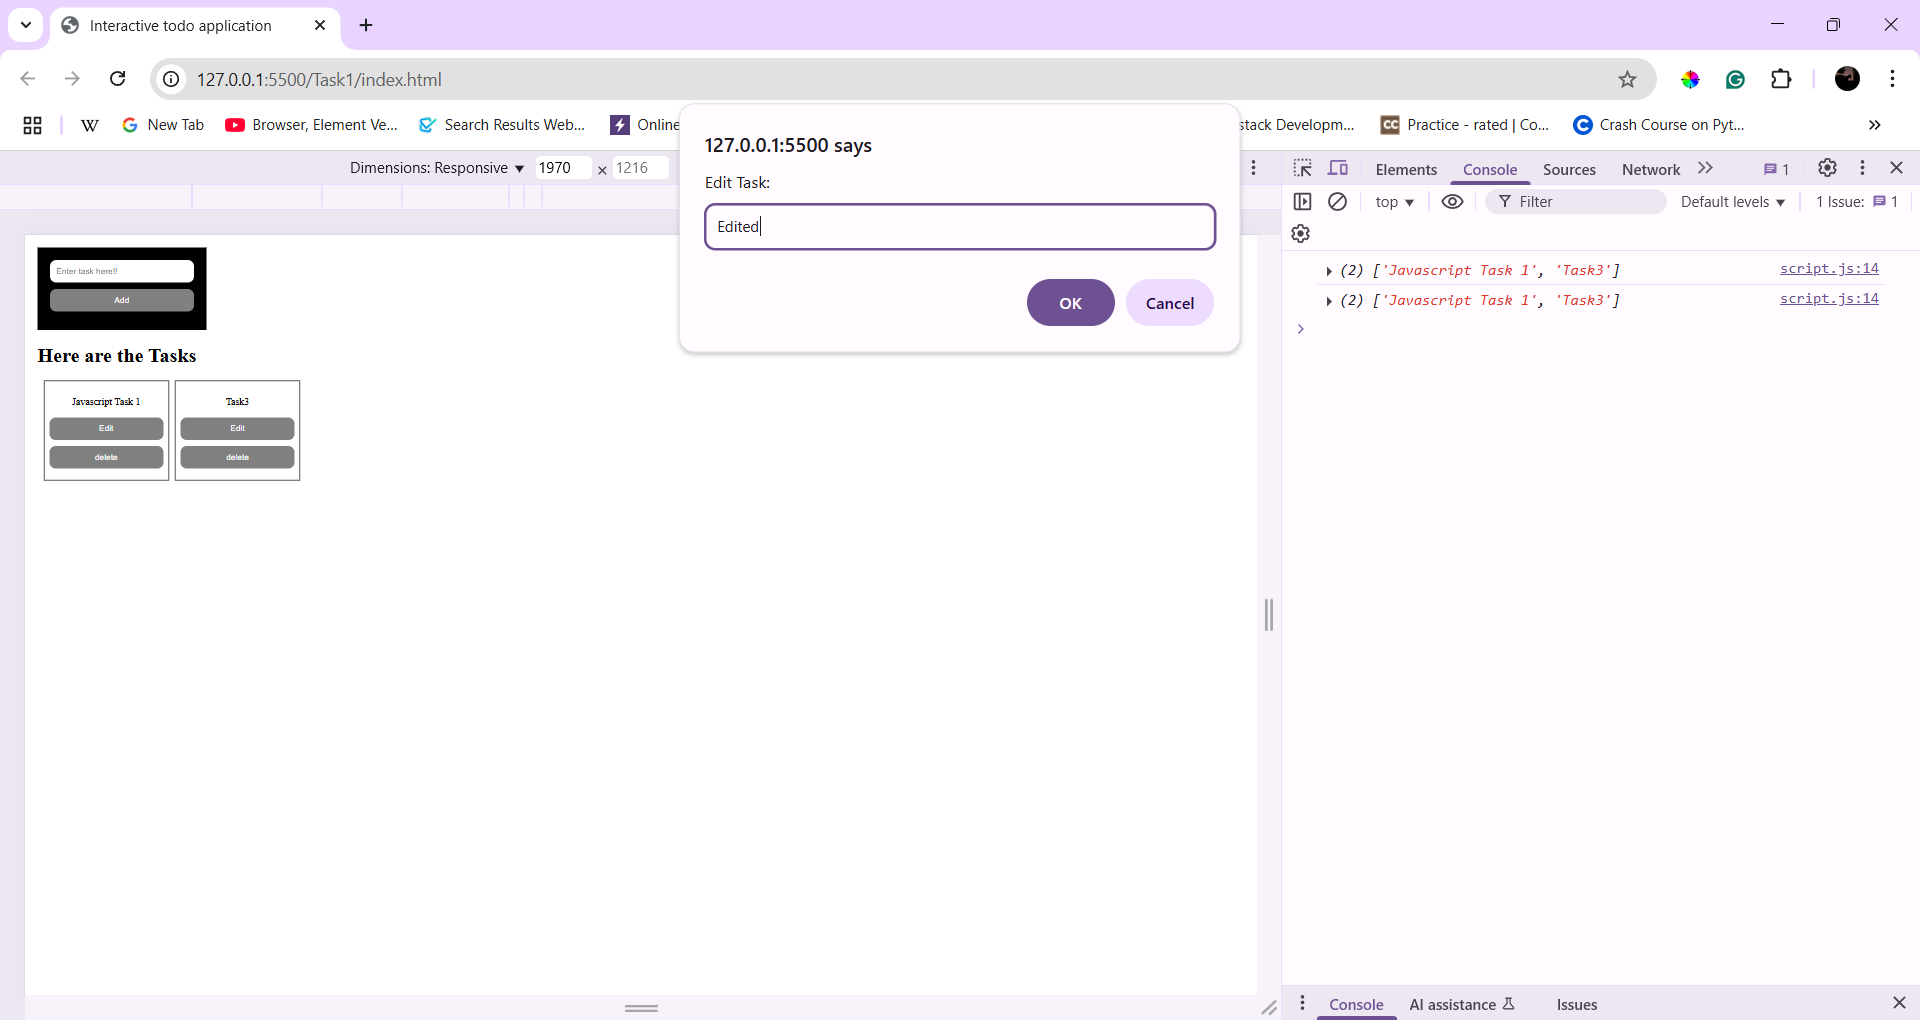 Interactive todo application
127.0.0.1:5500/Task1/index.html
W New Tab Browser, Element Ve... Search Results Web... Online stack Developm... CC Practice - rated | Co... C Crash Course on Pyt...
127.0.0.1:5500 says
Edit Task:
Edited
OK Cancel
Dimensions: Responsive 1970 x 1216
Enter task here!!
Add
Here are the Tasks
Javascript Task 1
Edit
delete
Task3
Edit
delete
Elements Console Sources Network 1
top Filter Default levels 1 Issue: 1
(2) ['Javascript Task 1', 'Task3'] script.js:14
(2) ['Javascript Task 1', 'Task3'] script.js:14
Console AI assistance Issues